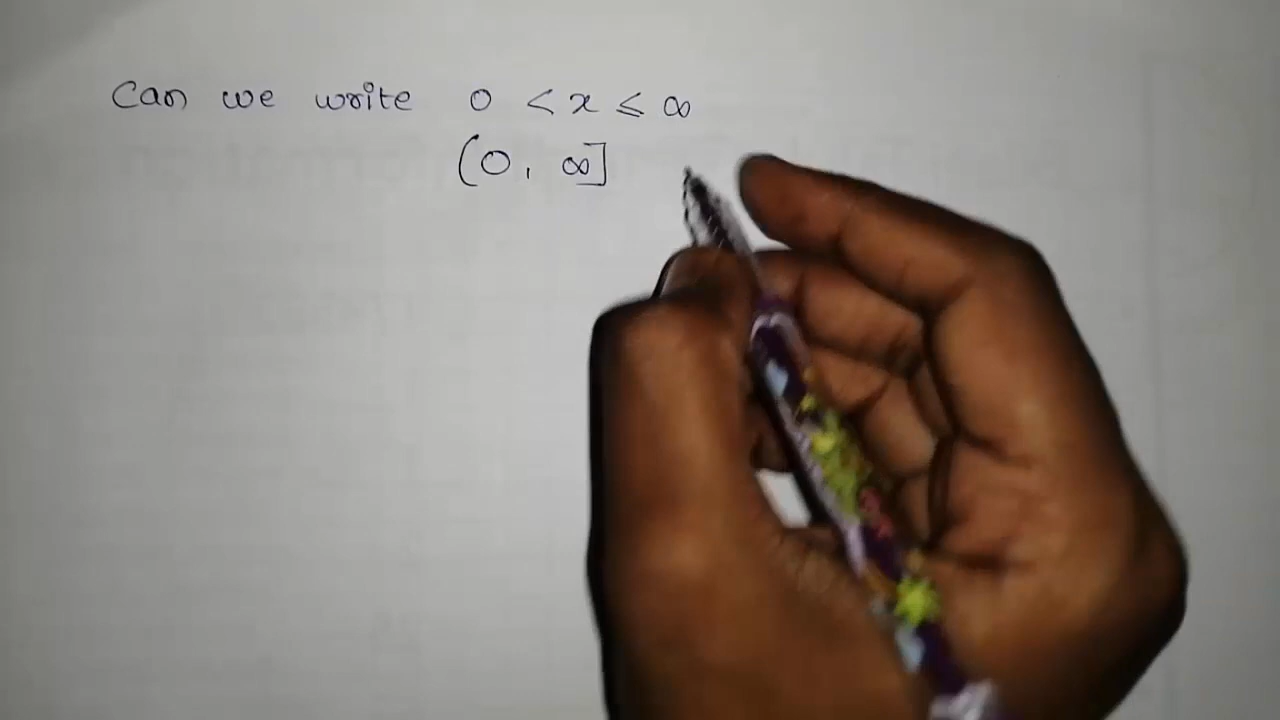 Can we write 0 < x ≤ ∞
(0, ∞]